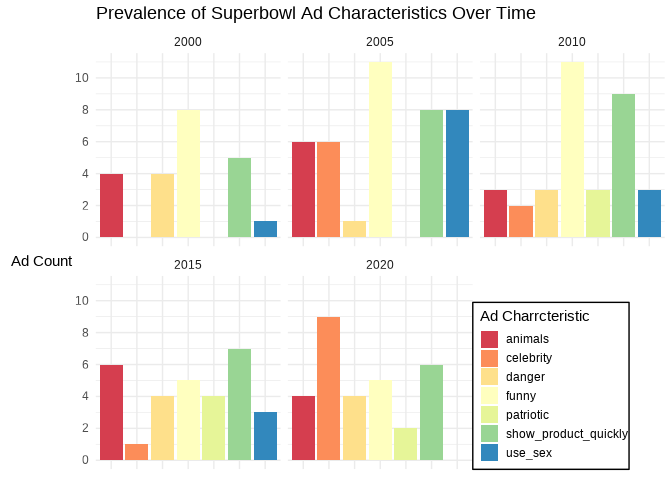 Prevalence of Superbowl Ad Characteristics Over Time
2000 2005 2010
10
8
6
4
2
0
Ad Count
2015 2020
10
8
6
4
2
0
Ad Charrcteristic
animals
celebrity
danger
funny
patriotic
show_product_quickly
use_sex